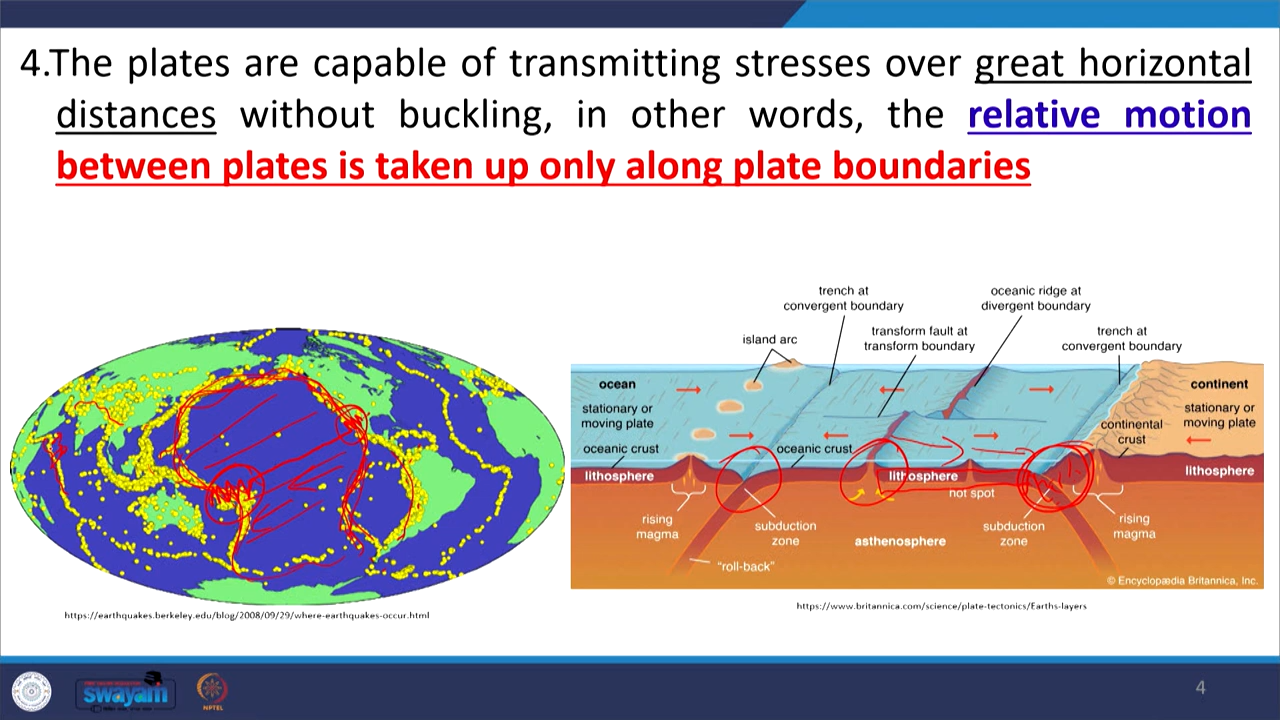 4.The plates are capable of transmitting stresses over great horizontal
distances without buckling, in other words, the relative motion
between plates is taken up only along plate boundaries
trench at
convergent boundary
oceanic ridge at
divergent boundary
island arc
transform fault at
transform boundary
trench at
convergent boundary
ocean
stationary or
moving plate
oceanic crust
lithosphere
oceanic crust
lithosphere
hot spot
continent
stationary or
moving plate
continental
crust
lithosphere
rising
magma
subduction
zone
asthenosphere
subduction
zone
rising
magma
"roll-back"
© Encyclopædia Britannica, Inc.
https://earthquakes.berkeley.edu/blog/2008/09/29/where-earthquakes-occur.html
https://www.britannica.com/science/plate-tectonics/Earths-layers
swayam
NPTEL
4